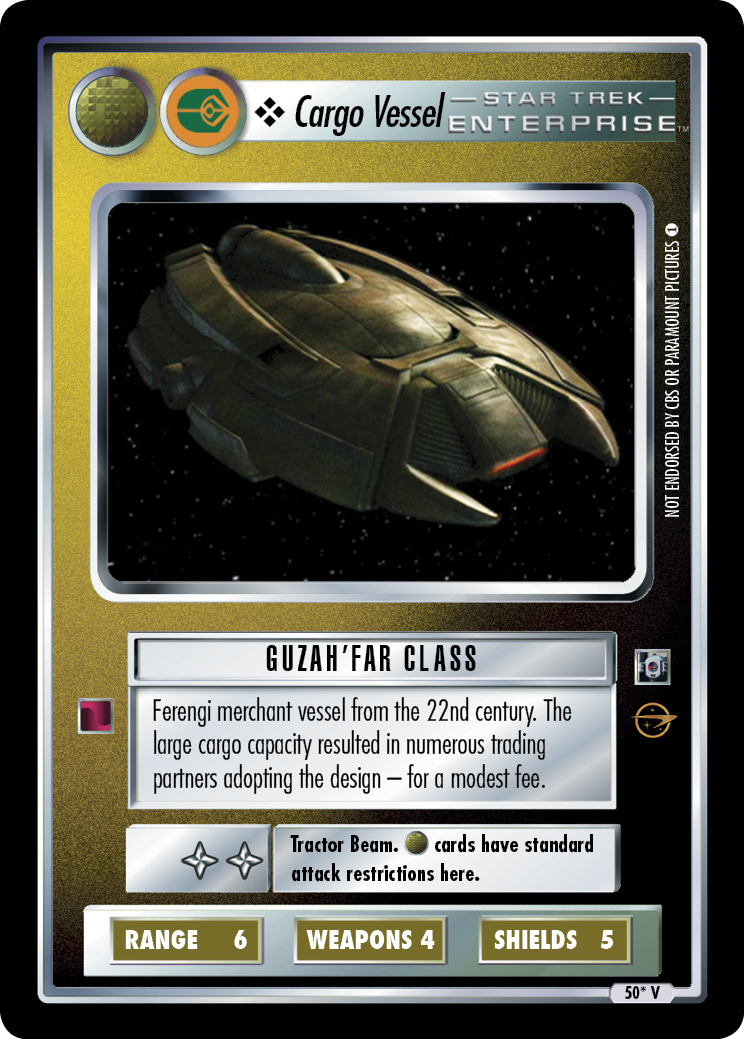 ❖ Cargo Vessel
STAR TREK
ENTERPRISE™
NOT ENDORSED BY CBS OR PARAMOUNT PICTURES 1
GUZAH'FAR CLASS
Ferengi merchant vessel from the 22nd century. The
large cargo capacity resulted in numerous trading
partners adopting the design – for a modest fee.
Tractor Beam. cards have standard
attack restrictions here.
RANGE 6 WEAPONS 4 SHIELDS 5
50* V